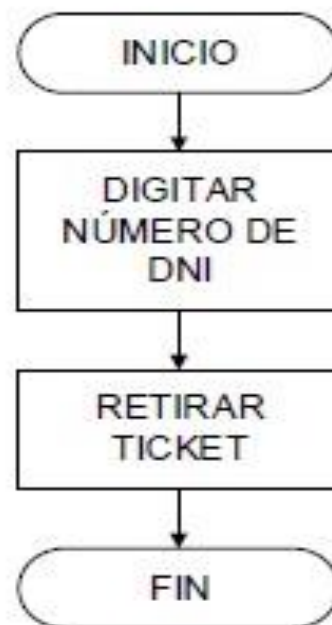 INICIO
DIGITAR
NÚMERO DE
DNI
RETIRAR
TICKET
FIN